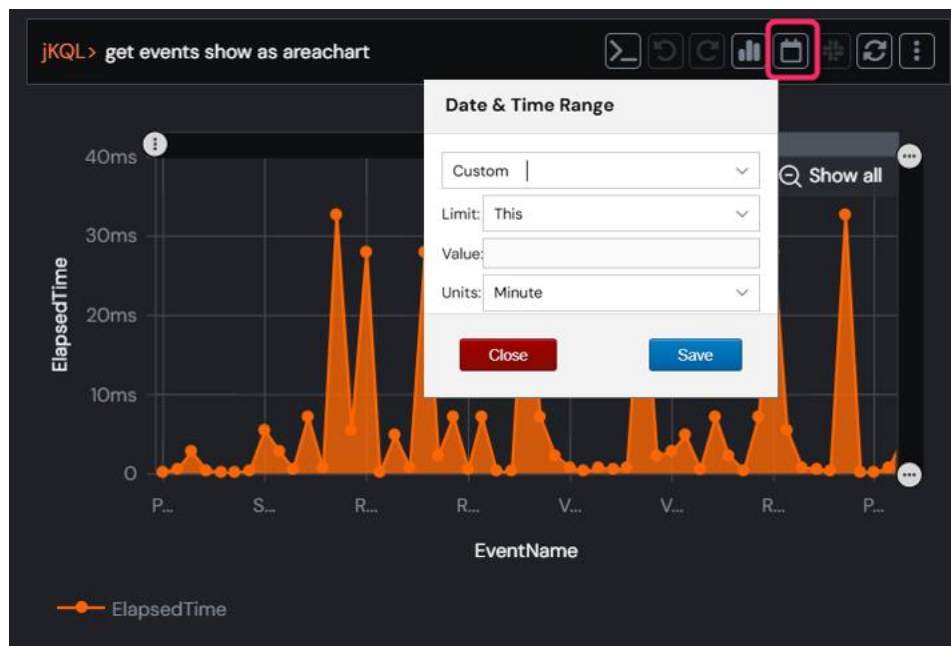 jKQL> get events show as areachart
Date & Time Range
Custom
Limit: This
Value:
Units: Minute
Close Save
Show all
40ms
30ms
20ms
10ms
0
ElapsedTime
P... S... R... R... V... V... R... P...
EventName
ElapsedTime